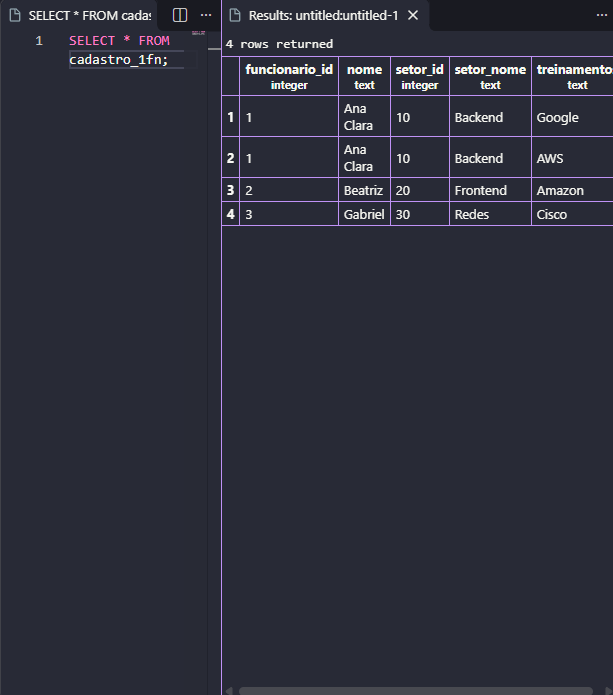 SELECT * FROM cadas
Results: untitled:untitled-1
1 SELECT * FROM
cadastro_1fn;
4 rows returned
funcionario_id nome setor_id setor_nome treinamentos
integer text integer text text
1 1 Ana Clara 10 Backend Google
2 1 Ana Clara 10 Backend AWS
3 2 Beatriz 20 Frontend Amazon
4 3 Gabriel 30 Redes Cisco